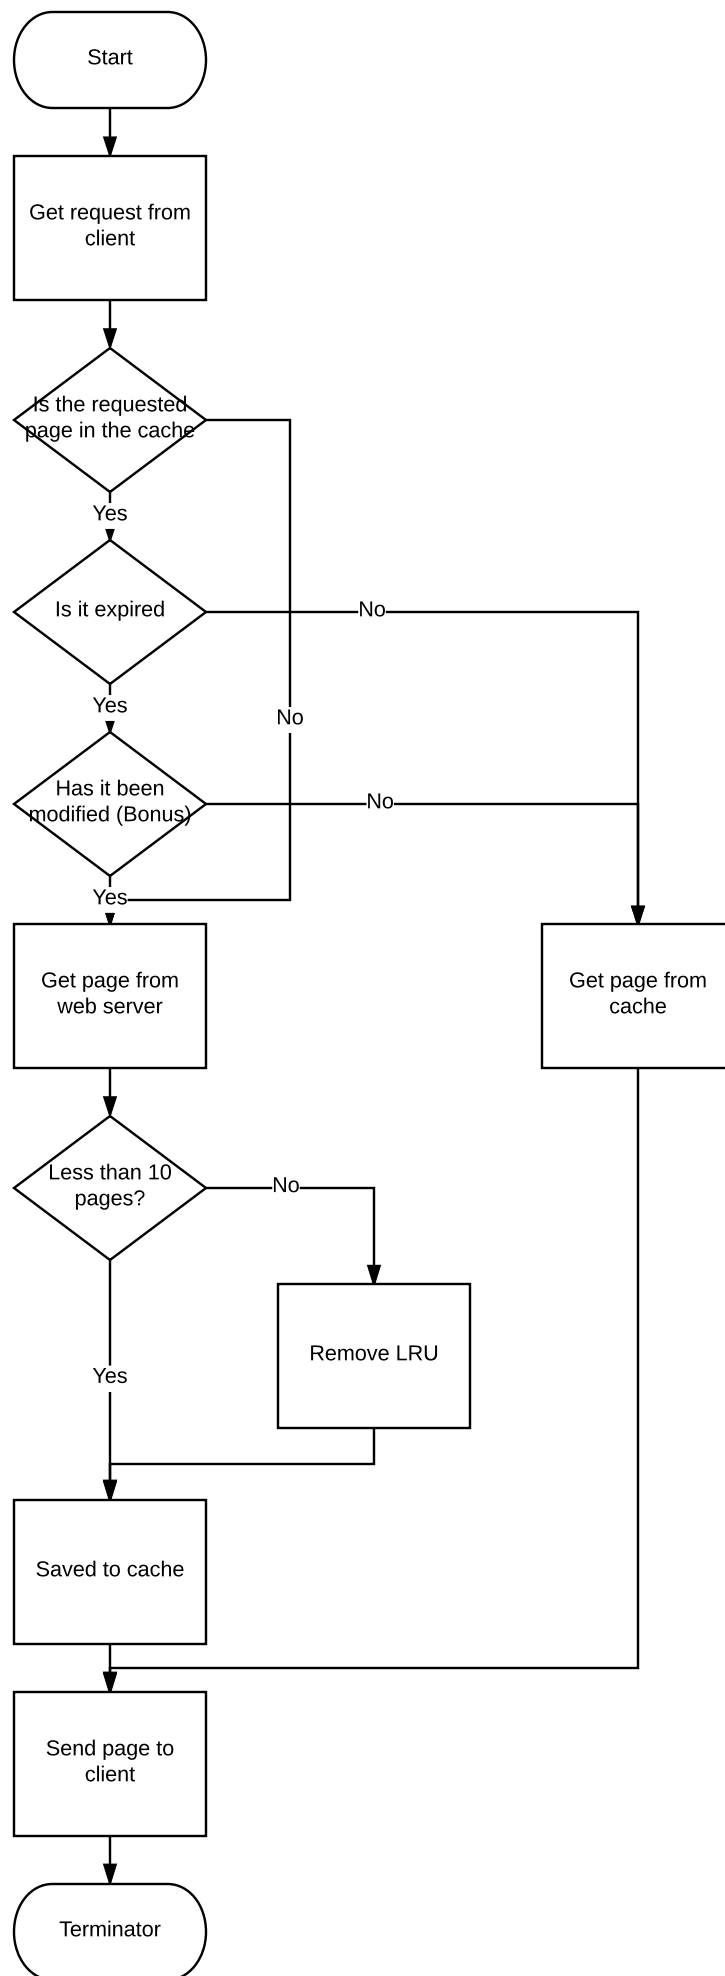 Start
Get request from
client
Is the requested
page in the cache
Yes
Is it expired
No
Yes
No
Has it been
modified (Bonus)
No
Yes
Get page from
web server
Get page from
cache
Less than 10
pages?
No
Remove LRU
Yes
Saved to cache
Send page to
client
Terminator